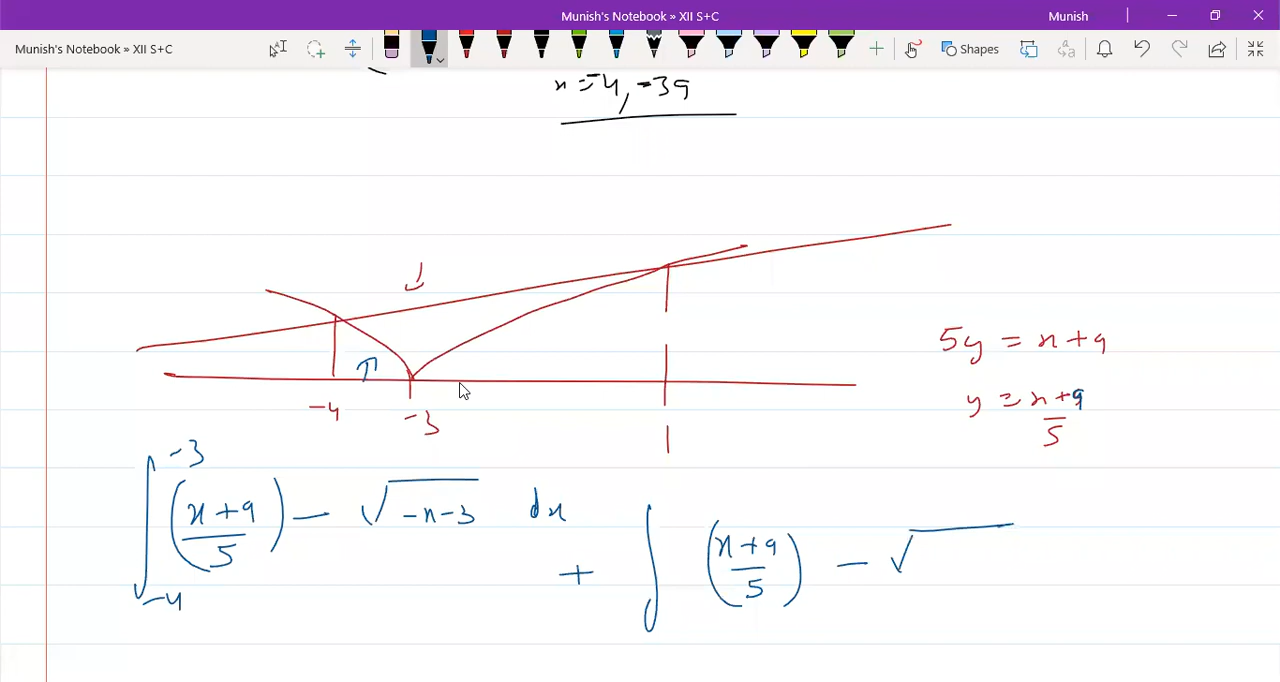 Munish's Notebook » XII S+C
Munish
Munish's Notebook » XII S+C
Shapes
x = -4, -39
5y = x + 9
y = x + 9 / 5
-4
-3
1
∫_{-4}^{-3} (x + 9 / 5) - √(-x - 3) dx
+ ∫ (x + 9 / 5) - √